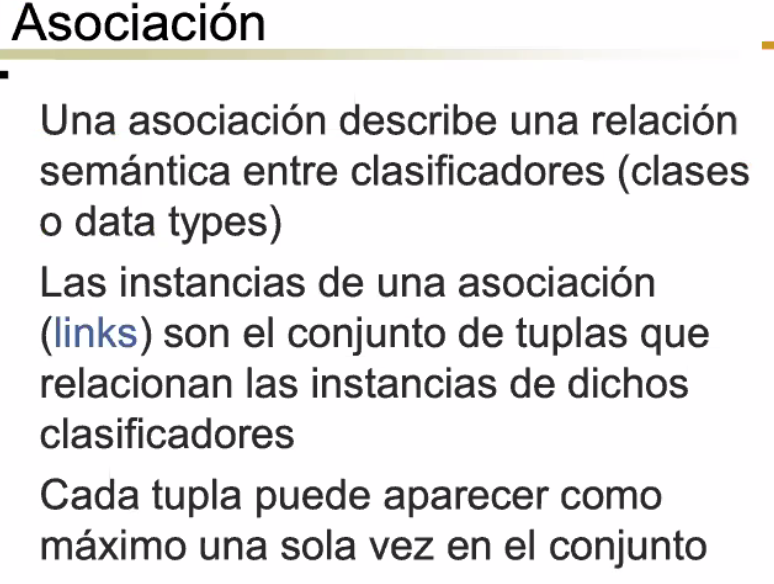 Asociación
Una asociación describe una relación
semántica entre clasificadores (clases
o data types)
Las instancias de una asociación
(links) son el conjunto de tuplas que
relacionan las instancias de dichos
clasificadores
Cada tupla puede aparecer como
máximo una sola vez en el conjunto